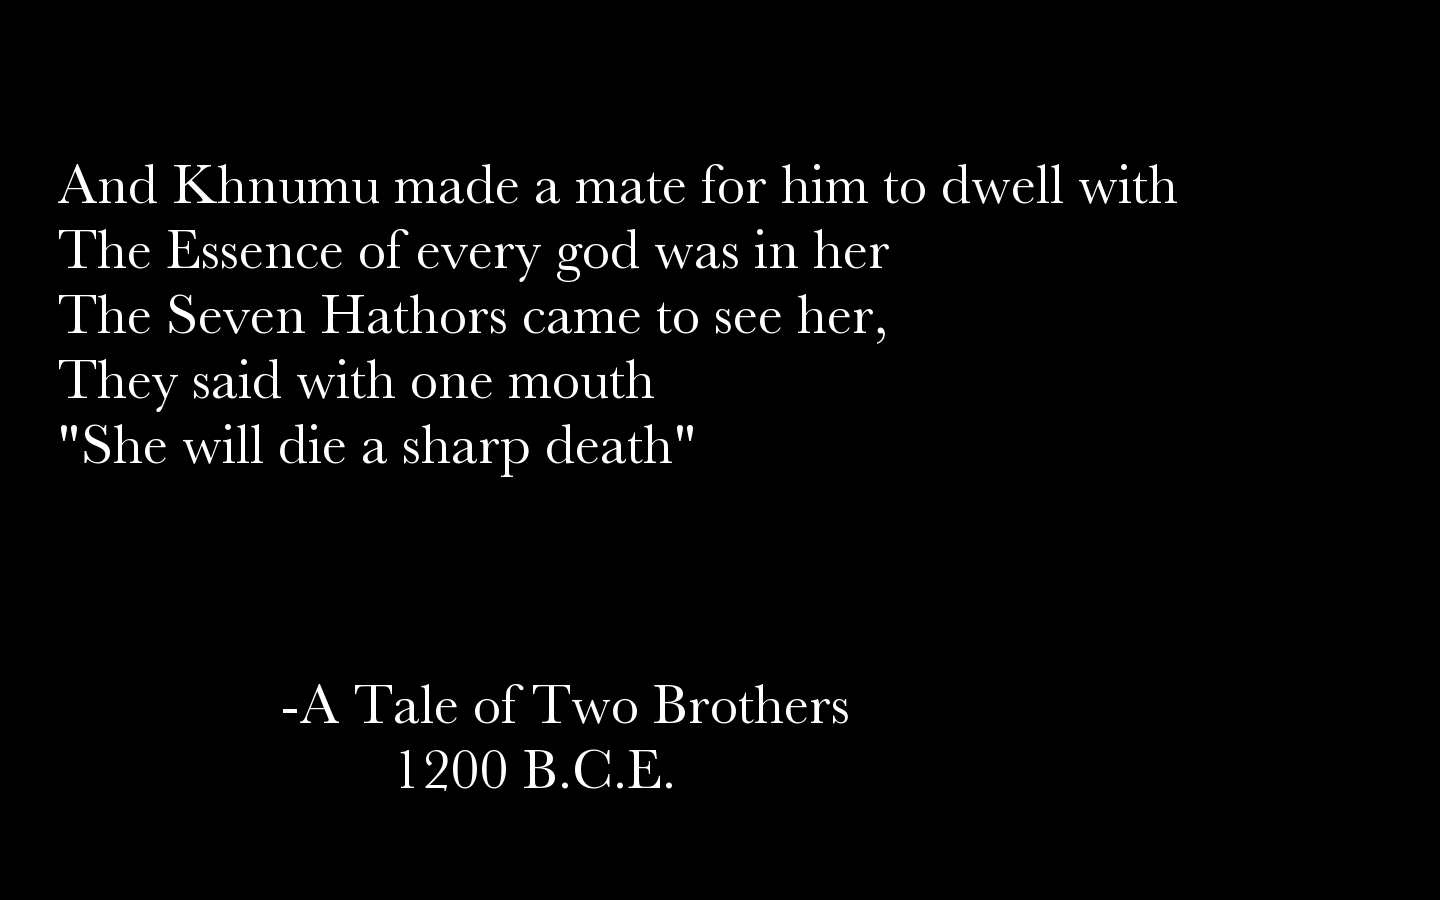 And Khnumu made a mate for him to dwell with
The Essence of every god was in her
The Seven Hathors came to see her,
They said with one mouth
"She will die a sharp death"
-A Tale of Two Brothers
1200 B.C.E.